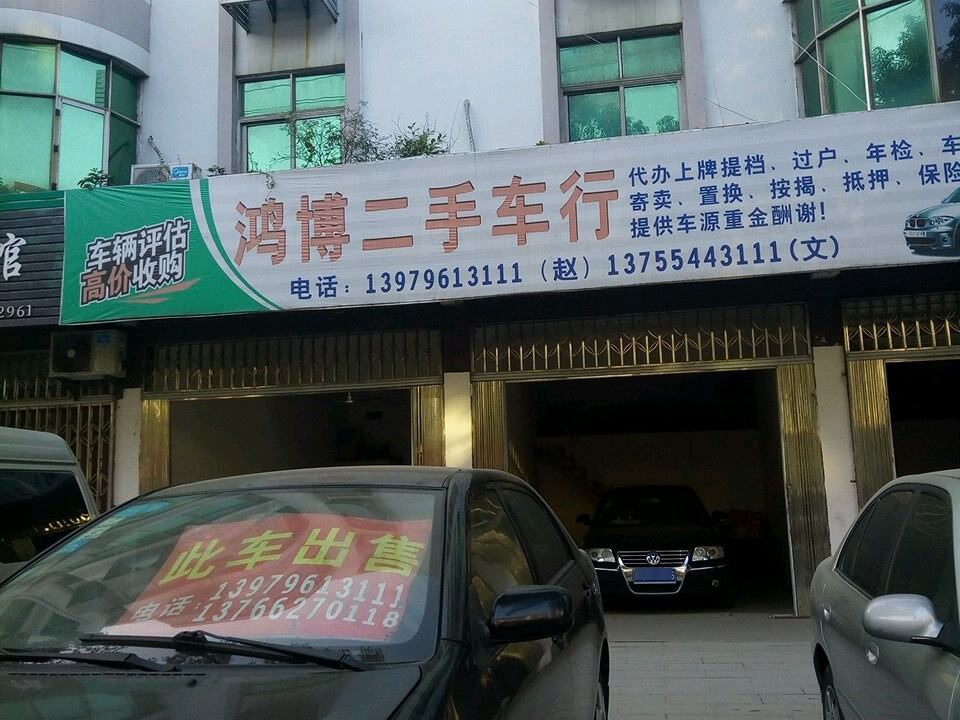 馆
2961
车辆评估
高价收购
鸿博二手车行
代办上牌提档、过户、年检、车
寄卖、置换、按揭、抵押、保险
提供车源重金酬谢!
电话：13979613111（赵）13755443111(文)
此车出售
电话：13979613111
13766270118